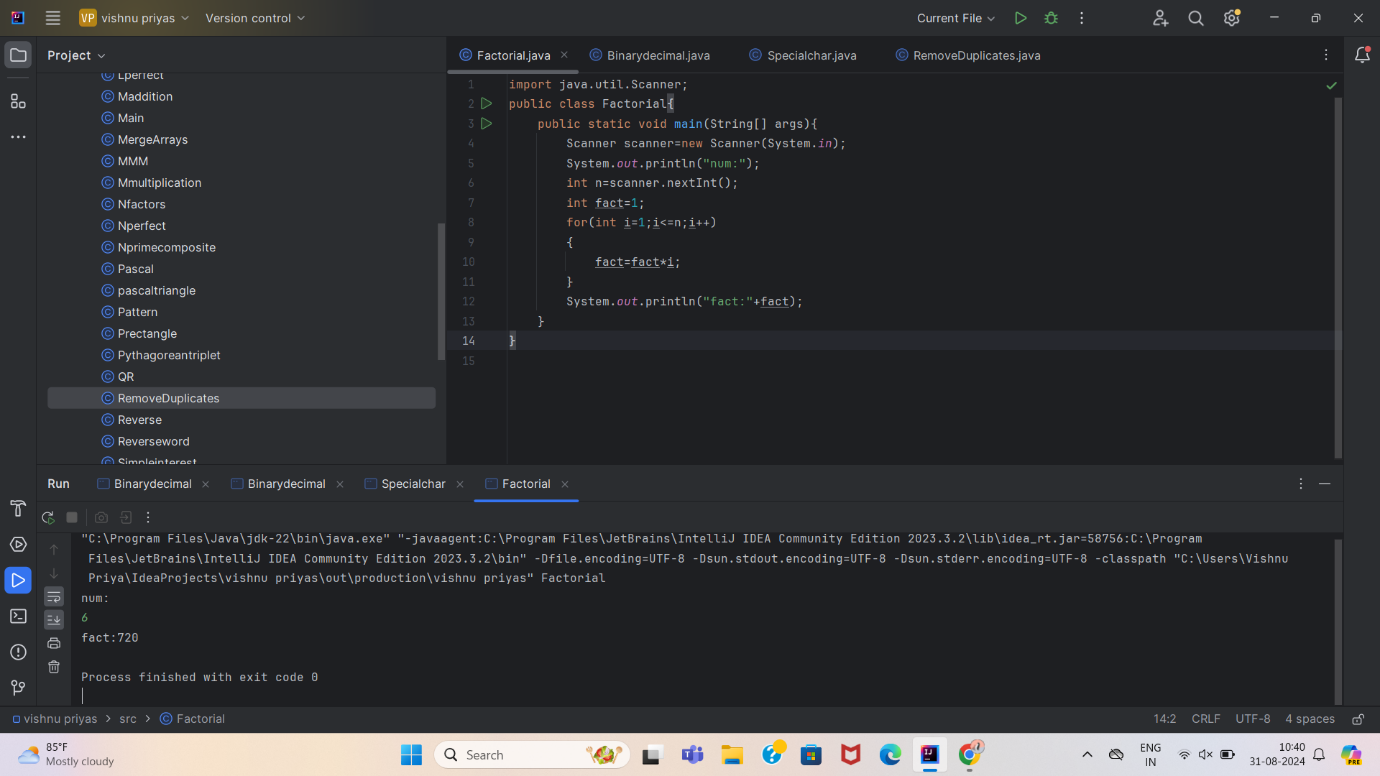 VP vishnu priyas Version control Current File
Project
Factorial.java Binarydecimal.java Specialchar.java RemoveDuplicates.java
Lperfect
Maddition
Main
MergeArrays
MMM
Mmultiplication
Nfactors
Nperfect
Nprimecomposite
Pascal
pascaltriangle
Pattern
Prectangle
Pythagoreantriplet
QR
RemoveDuplicates
Reverse
Reverseword
Simpleinterest
1 import java.util.Scanner;
2 public class Factorial{
3 public static void main(String[] args){
4 Scanner scanner=new Scanner(System.in);
5 System.out.println("num:");
6 int n=scanner.nextInt();
7 int fact=1;
8 for(int i=1;i<=n;i++)
9 {
10 fact=fact*i;
11 }
12 System.out.println("fact:"+fact);
13 }
14 }
15
Run Binarydecimal Binarydecimal Specialchar Factorial
"C:\Program Files\Java\jdk-22\bin\java.exe" "-javaagent:C:\Program Files\JetBrains\IntelliJ IDEA Community Edition 2023.3.2\lib\idea_rt.jar=58756:C:\Program
Files\JetBrains\IntelliJ IDEA Community Edition 2023.3.2\bin" -Dfile.encoding=UTF-8 -Dsun.stdout.encoding=UTF-8 -Dsun.stderr.encoding=UTF-8 -classpath "C:\Users\Vishnu
Priya\IdeaProjects\vishnu priyas\out\production\vishnu priyas" Factorial
num:
6
fact:720
Process finished with exit code 0
vishnu priyas > src > Factorial 14:2 CRLF UTF-8 4 spaces
85°F
Mostly cloudy
Search
ENG
IN
10:40
31-08-2024
PRE